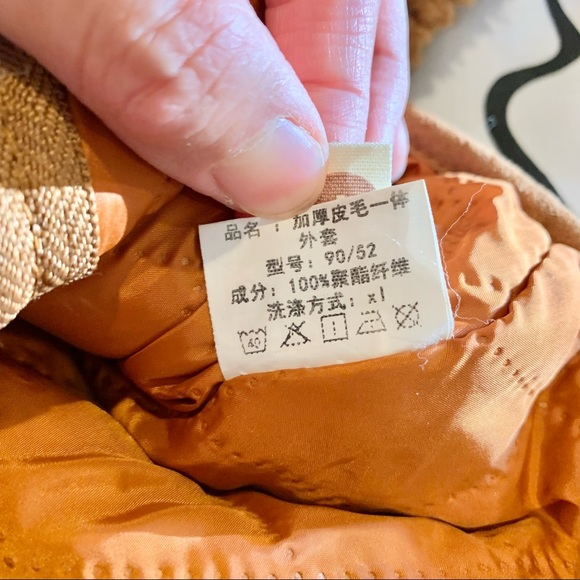 品名：加厚皮毛一体
外套
型号：90/52
成分：100%聚酯纤维
洗涤方式：x!
40